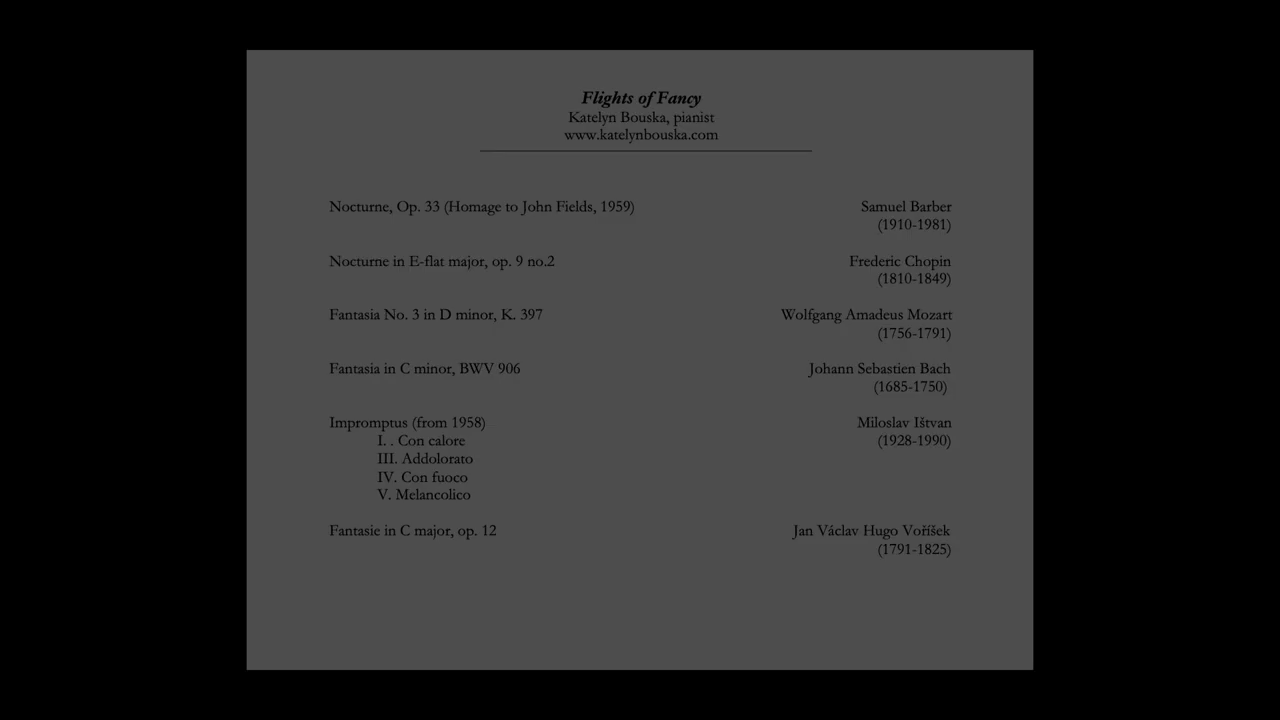 Flights of Fancy
Katelyn Bouska, pianist
www.katelynbouska.com
Nocturne, Op. 33 (Homage to John Fields, 1959) Samuel Barber
(1910-1981)
Nocturne in E-flat major, op. 9 no.2 Frederic Chopin
(1810-1849)
Fantasia No. 3 in D minor, K. 397 Wolfgang Amadeus Mozart
(1756-1791)
Fantasia in C minor, BWV 906 Johann Sebastien Bach
(1685-1750)
Impromptus (from 1958) Miloslav Ištvan
I. . Con calore (1928-1990)
III. Addolorato
IV. Con fuoco
V. Melancolico
Fantasie in C major, op. 12 Jan Václav Hugo Voříšek
(1791-1825)